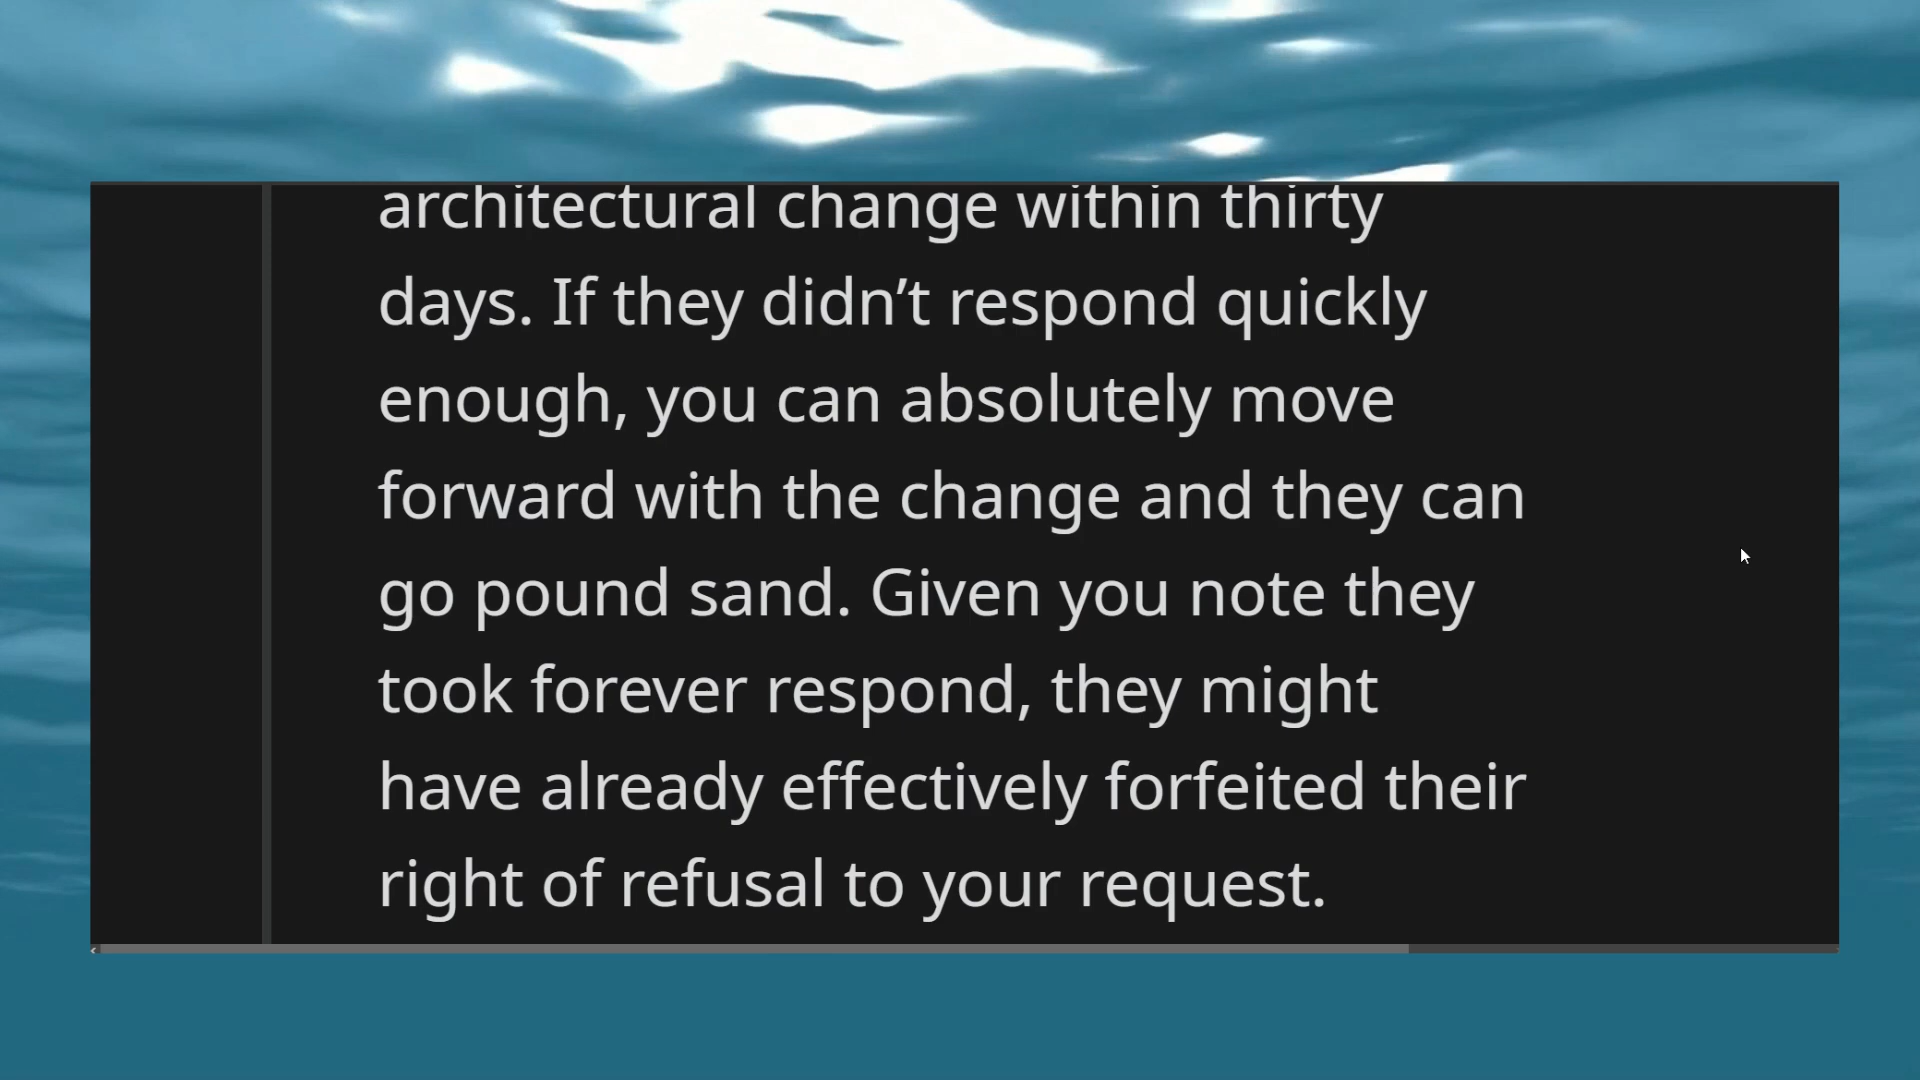 architectural change within thirty
days. If they didn’t respond quickly
enough, you can absolutely move
forward with the change and they can
go pound sand. Given you note they
took forever respond, they might
have already effectively forfeited their
right of refusal to your request.